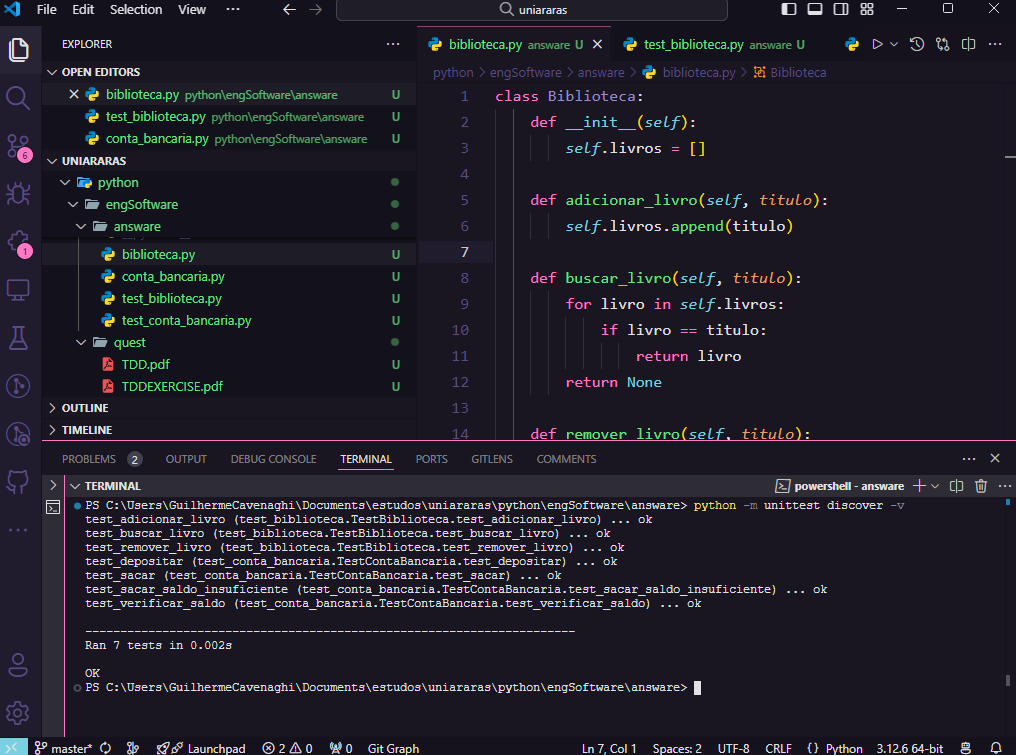 File Edit Selection View ··· uniararas
EXPLORER ···
OPEN EDITORS
biblioteca.py python\engSoftware\answare U
test_biblioteca.py python\engSoftware\answare U
conta_bancaria.py python\engSoftware\answare U
UNIARARAS
python
engSoftware
answare
biblioteca.py U
conta_bancaria.py U
test_biblioteca.py U
test_conta_bancaria.py U
quest
TDD.pdf U
TDDEXERCISE.pdf U
OUTLINE
TIMELINE
6
1
biblioteca.py answare U test_biblioteca.py answare U
python > engSoftware > answare > biblioteca.py > Biblioteca
1 class Biblioteca:
2 def __init__(self):
3 self.livros = []
4
5 def adicionar_livro(self, titulo):
6 self.livros.append(titulo)
7
8 def buscar_livro(self, titulo):
9 for livro in self.livros:
10 if livro == titulo:
11 return livro
12 return None
13
14 def remover_livro(self, titulo):
PROBLEMS 2 OUTPUT DEBUG CONSOLE TERMINAL PORTS GITLENS COMMENTS
TERMINAL powershell - answare
PS C:\Users\GuilhermeCavenaghi\Documents\estudos\uniararas\python\engSoftware\answare> python -m unittest discover -v
test_adicionar_livro (test_biblioteca.TestBiblioteca.test_adicionar_livro) ... ok
test_buscar_livro (test_biblioteca.TestBiblioteca.test_buscar_livro) ... ok
test_remover_livro (test_biblioteca.TestBiblioteca.test_remover_livro) ... ok
test_depositar (test_conta_bancaria.TestContaBancaria.test_depositar) ... ok
test_sacar (test_conta_bancaria.TestContaBancaria.test_sacar) ... ok
test_sacar_saldo_insuficiente (test_conta_bancaria.TestContaBancaria.test_sacar_saldo_insuficiente) ... ok
test_verificar_saldo (test_conta_bancaria.TestContaBancaria.test_verificar_saldo) ... ok
----------------------------------------------------------------------
Ran 7 tests in 0.002s
OK
PS C:\Users\GuilhermeCavenaghi\Documents\estudos\uniararas\python\engSoftware\answare>
master* Launchpad 2 0 0 Git Graph Ln 7, Col 1 Spaces: 2 UTF-8 CRLF {} Python 3.12.6 64-bit